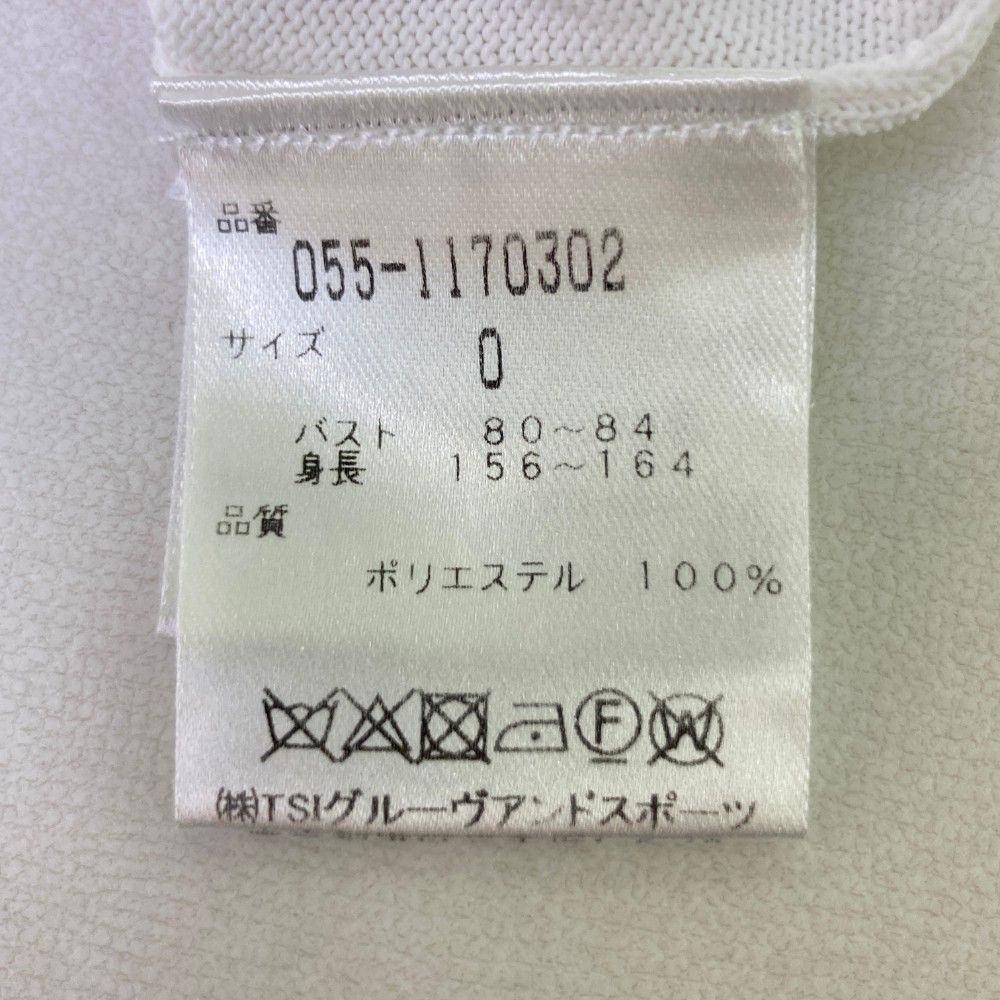 品番
055-1170302
サイズ 0
バスト 80～84
身長 156～164
品質
ポリエステル 100%
F W
㈱TSIグルーヴアンドスポーツ